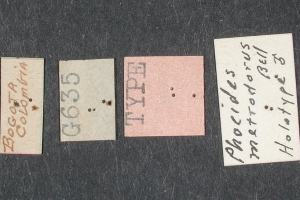 BOGOTA
COLOMBIA
G635
TYPE
Phocides
metrodorus
Bell
Holotype ♂